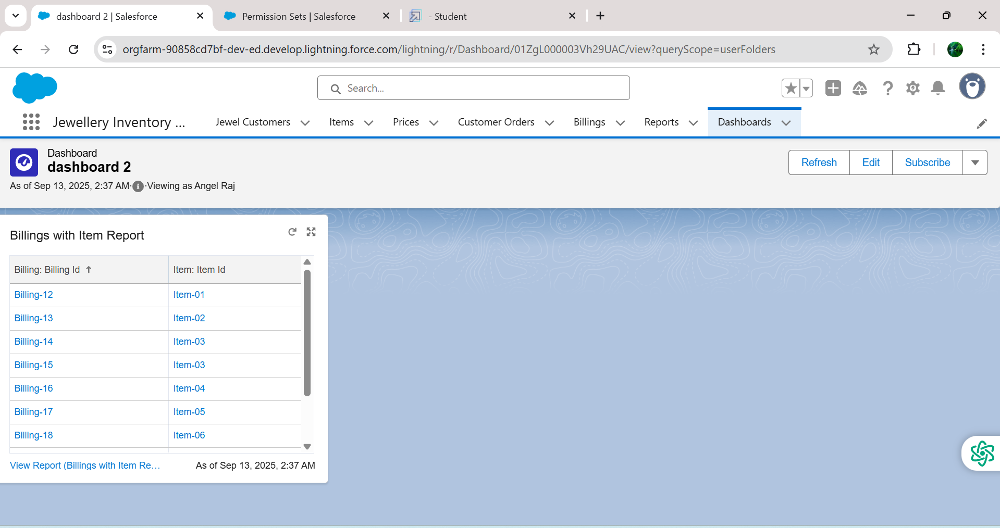 dashboard 2 | Salesforce
Permission Sets | Salesforce
- Student
orgfarm-90858cd7bf-dev-ed.develop.lightning.force.com/lightning/r/Dashboard/01ZgL000003Vh29UAC/view?queryScope=userFolders
Search...
Jewellery Inventory ...
Jewel Customers
Items
Prices
Customer Orders
Billings
Reports
Dashboards
Dashboard
dashboard 2
As of Sep 13, 2025, 2:37 AM·Viewing as Angel Raj
Refresh
Edit
Subscribe
Billings with Item Report
Billing: Billing Id ↑ Item: Item Id
Billing-12 Item-01
Billing-13 Item-02
Billing-14 Item-03
Billing-15 Item-03
Billing-16 Item-04
Billing-17 Item-05
Billing-18 Item-06
View Report (Billings with Item Re... As of Sep 13, 2025, 2:37 AM